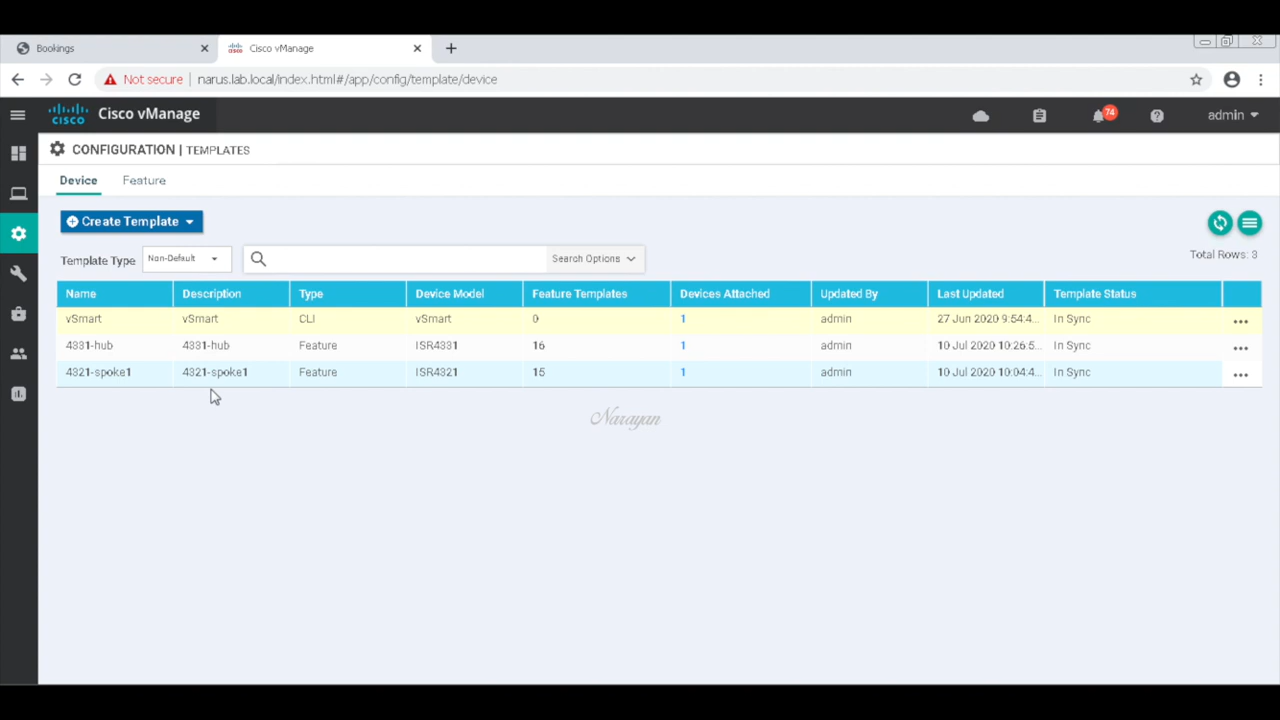 Bookings
Cisco vManage
Not secure | narus.lab.local/index.html#/app/config/template/device
CISCO Cisco vManage
74
admin
CONFIGURATION | TEMPLATES
Device Feature
Create Template
Template Type Non-Default Search Options
Total Rows: 3
Name Description Type Device Model Feature Templates Devices Attached Updated By Last Updated Template Status
vSmart vSmart CLI vSmart 0 1 admin 27 Jun 2020 9:54:4... In Sync ...
4331-hub 4331-hub Feature ISR4331 16 1 admin 10 Jul 2020 10:26:5... In Sync ...
4321-spoke1 4321-spoke1 Feature ISR4321 15 1 admin 10 Jul 2020 10:04:4... In Sync ...
Narayan